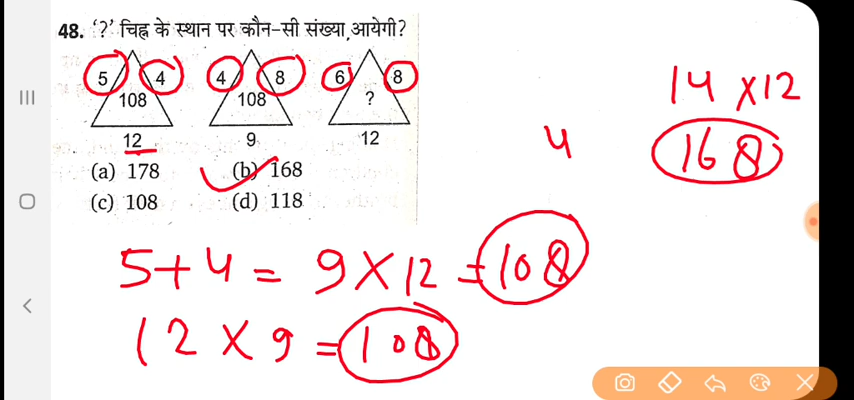 48. ‘?’ चिह्न के स्थान पर कौन-सी संख्या आयेगी?
5 4 4 8 6 8
108 108 ?
12 9 12
(a) 178 (b) 168
(c) 108 (d) 118
14 x12
4 168
5+4 = 9 X 12 = 108
12 X 9 = 108